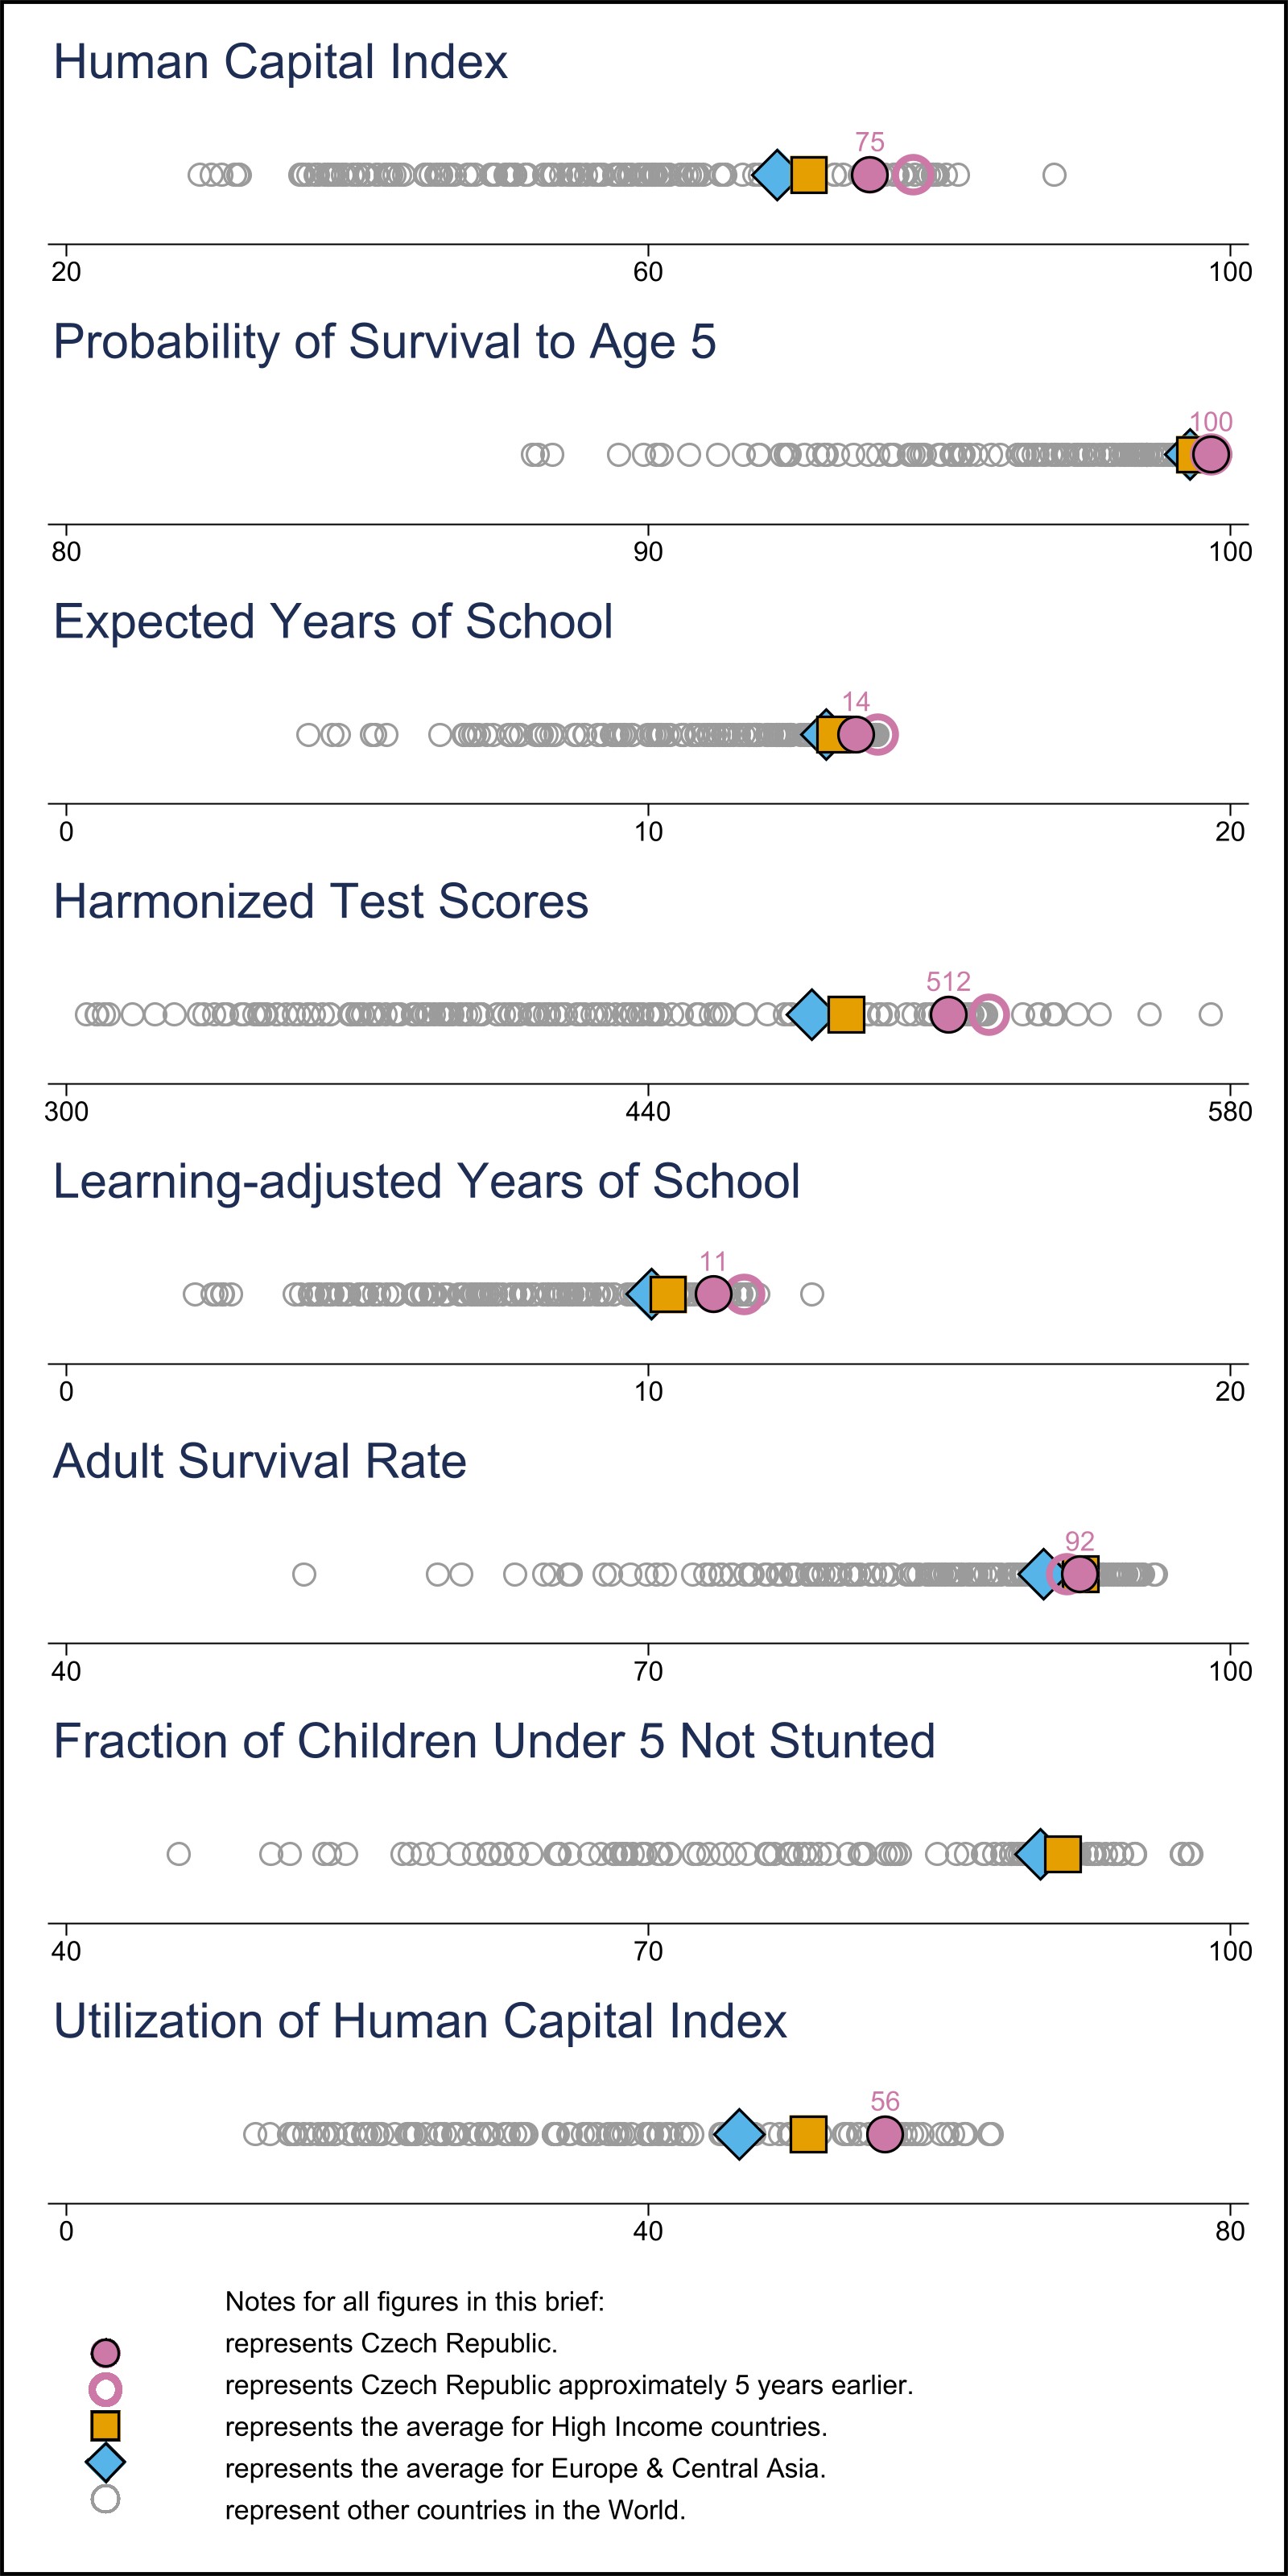 Human Capital Index
75
20 60 100
Probability of Survival to Age 5
100
80 90 100
Expected Years of School
14
0 10 20
Harmonized Test Scores
512
300 440 580
Learning-adjusted Years of School
11
0 10 20
Adult Survival Rate
92
40 70 100
Fraction of Children Under 5 Not Stunted
40 70 100
Utilization of Human Capital Index
56
0 40 80
Notes for all figures in this brief:
represents Czech Republic.
represents Czech Republic approximately 5 years earlier.
represents the average for High Income countries.
represents the average for Europe & Central Asia.
represent other countries in the World.